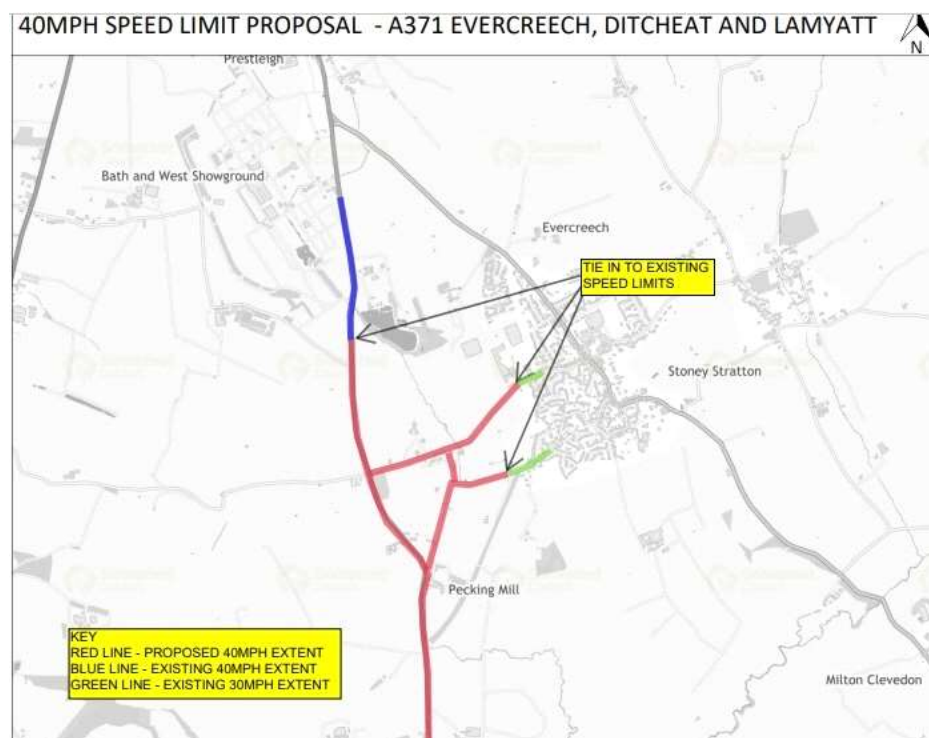 40MPH SPEED LIMIT PROPOSAL - A371 EVERCREECH, DITCHEAT AND LAMYATT
N
Prestleigh
Bath and West Showground
Evercreech
TIE IN TO EXISTING
SPEED LIMITS
Stoney Stratton
Pecking Mill
KEY
RED LINE - PROPOSED 40MPH EXTENT
BLUE LINE - EXISTING 40MPH EXTENT
GREEN LINE - EXISTING 30MPH EXTENT
Milton Clevedon